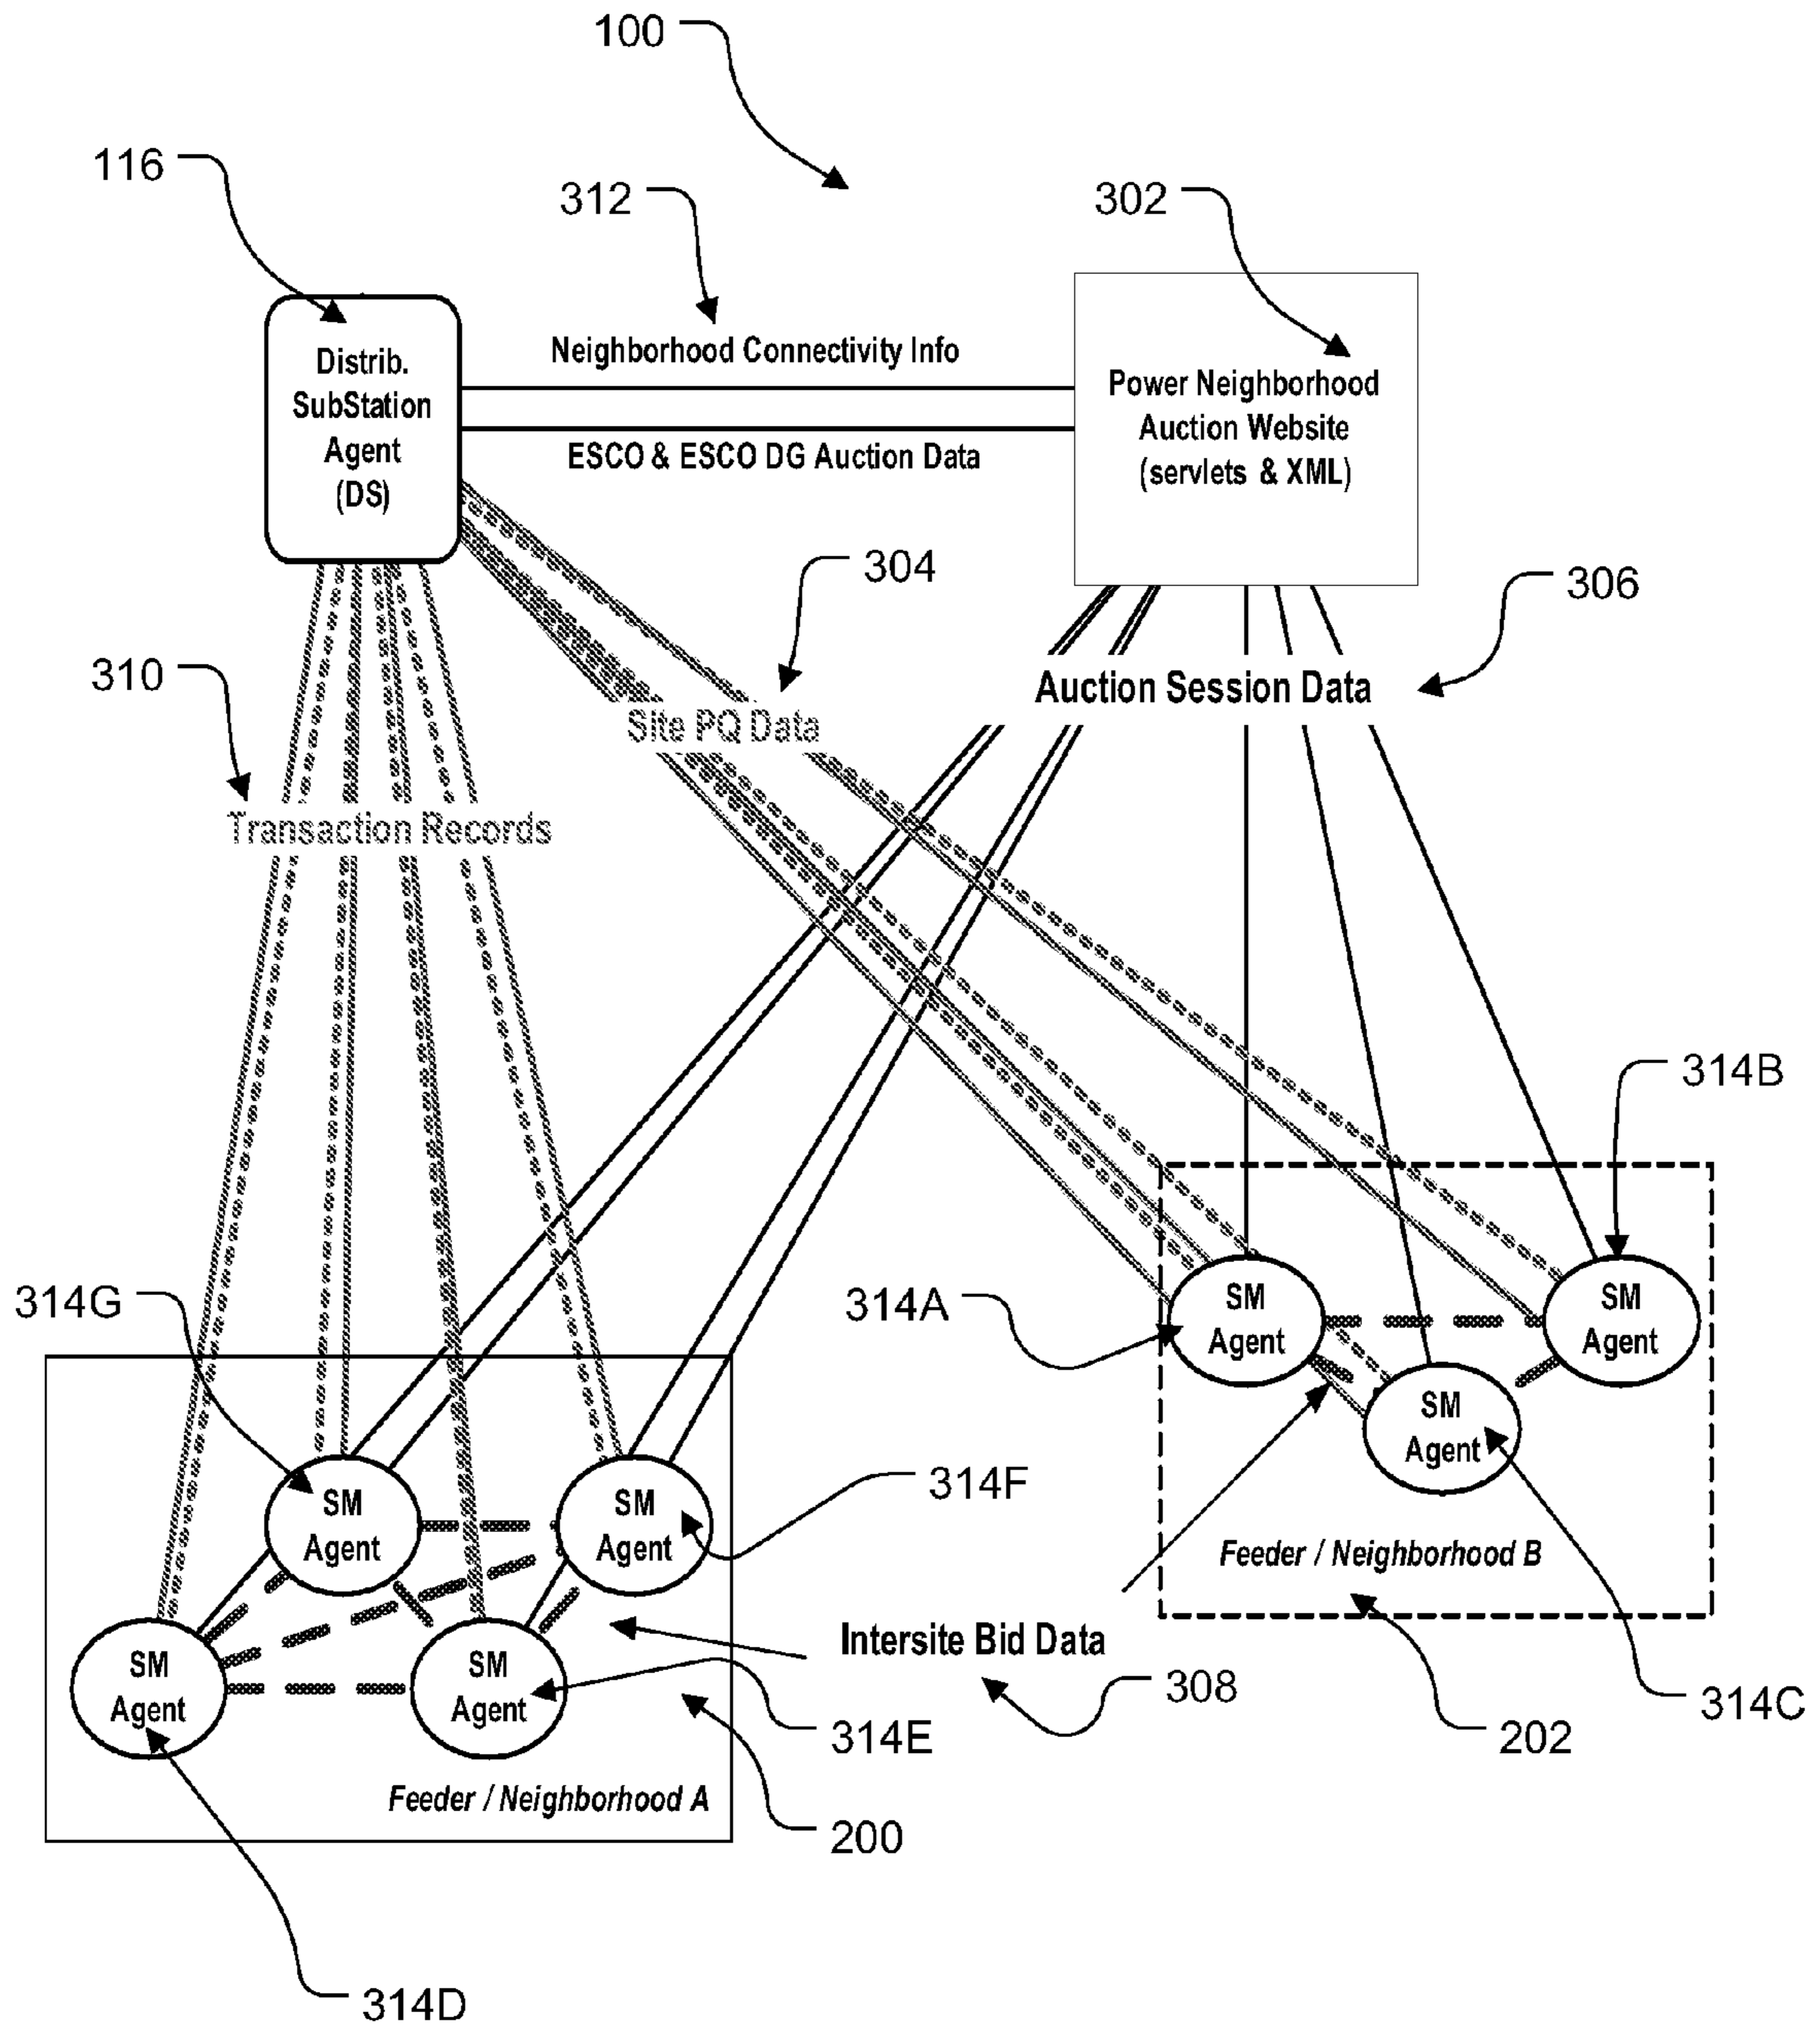 100
116
312
302
Distrib.
SubStation
Agent
(DS)
Neighborhood Connectivity Info
ESCO & ESCO DG Auction Data
Power Neighborhood
Auction Website
(servlets & XML)
304
306
310
Auction Session Data
Site PQ Data
Transaction Records
314B
314G
314A
SM
Agent
SM
Agent
SM
Agent
314F
SM
Agent
SM
Agent
Feeder / Neighborhood B
Intersite Bid Data
SM
Agent
SM
Agent
308
314C
314E
202
Feeder / Neighborhood A
200
314D